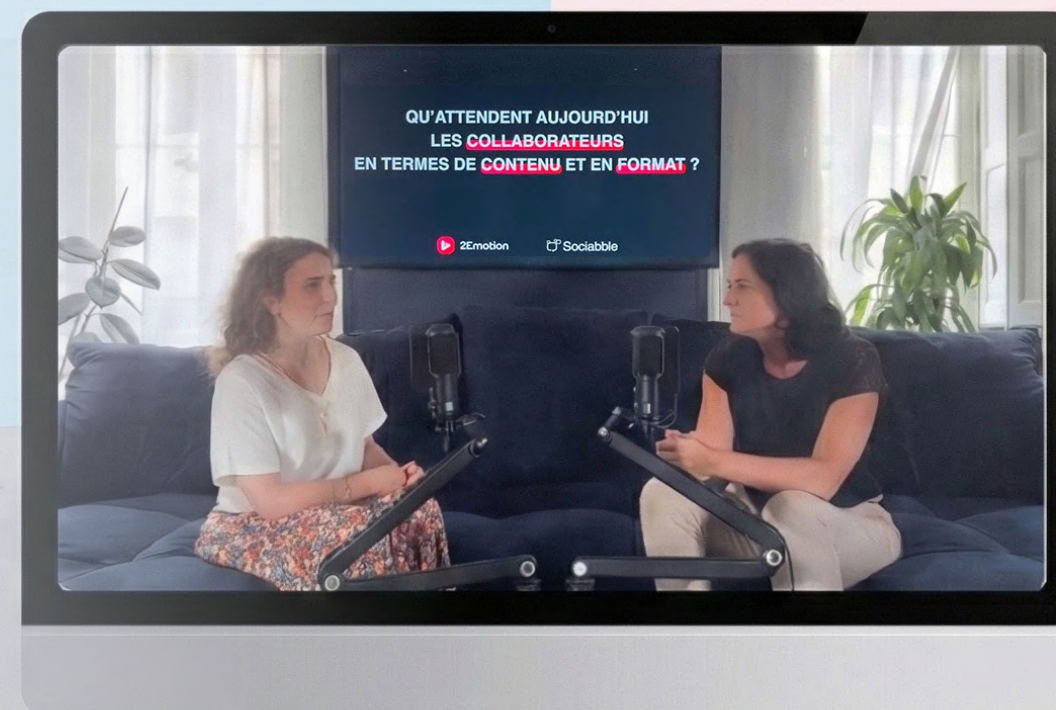 QU'ATTENDENT AUJOURD'HUI
LES COLLABORATEURS
EN TERMES DE CONTENU ET EN FORMAT ?
2Emotion Sociabble